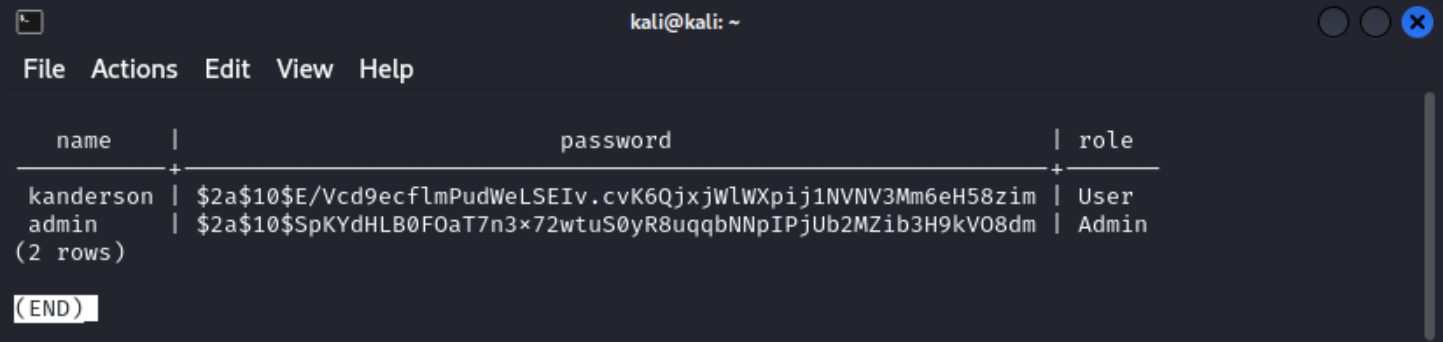 kali@kali: ~
File Actions Edit View Help
name | password | role
kanderson | $2a$10$E/Vcd9ecflmPudWeLSEIv.cvK6QjxjWlWXpij1NVNV3Mm6eH58zim | User
admin | $2a$10$SpKYdHLB0FOaT7n3×72wtuS0yR8uqqbNNpIPjUb2MZib3H9kVO8dm | Admin
(2 rows)
(END)